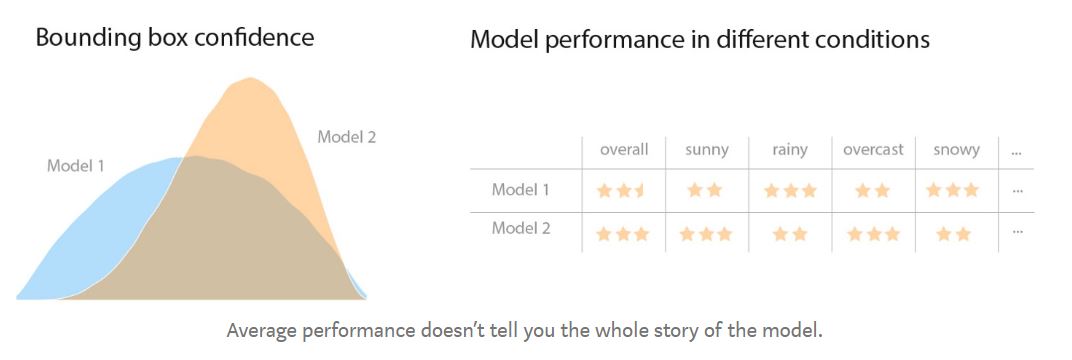 Bounding box confidence
Model 1
Model 2
Model performance in different conditions
overall sunny rainy overcast snowy ...
Model 1 ...
Model 2 ...
Average performance doesn't tell you the whole story of the model.